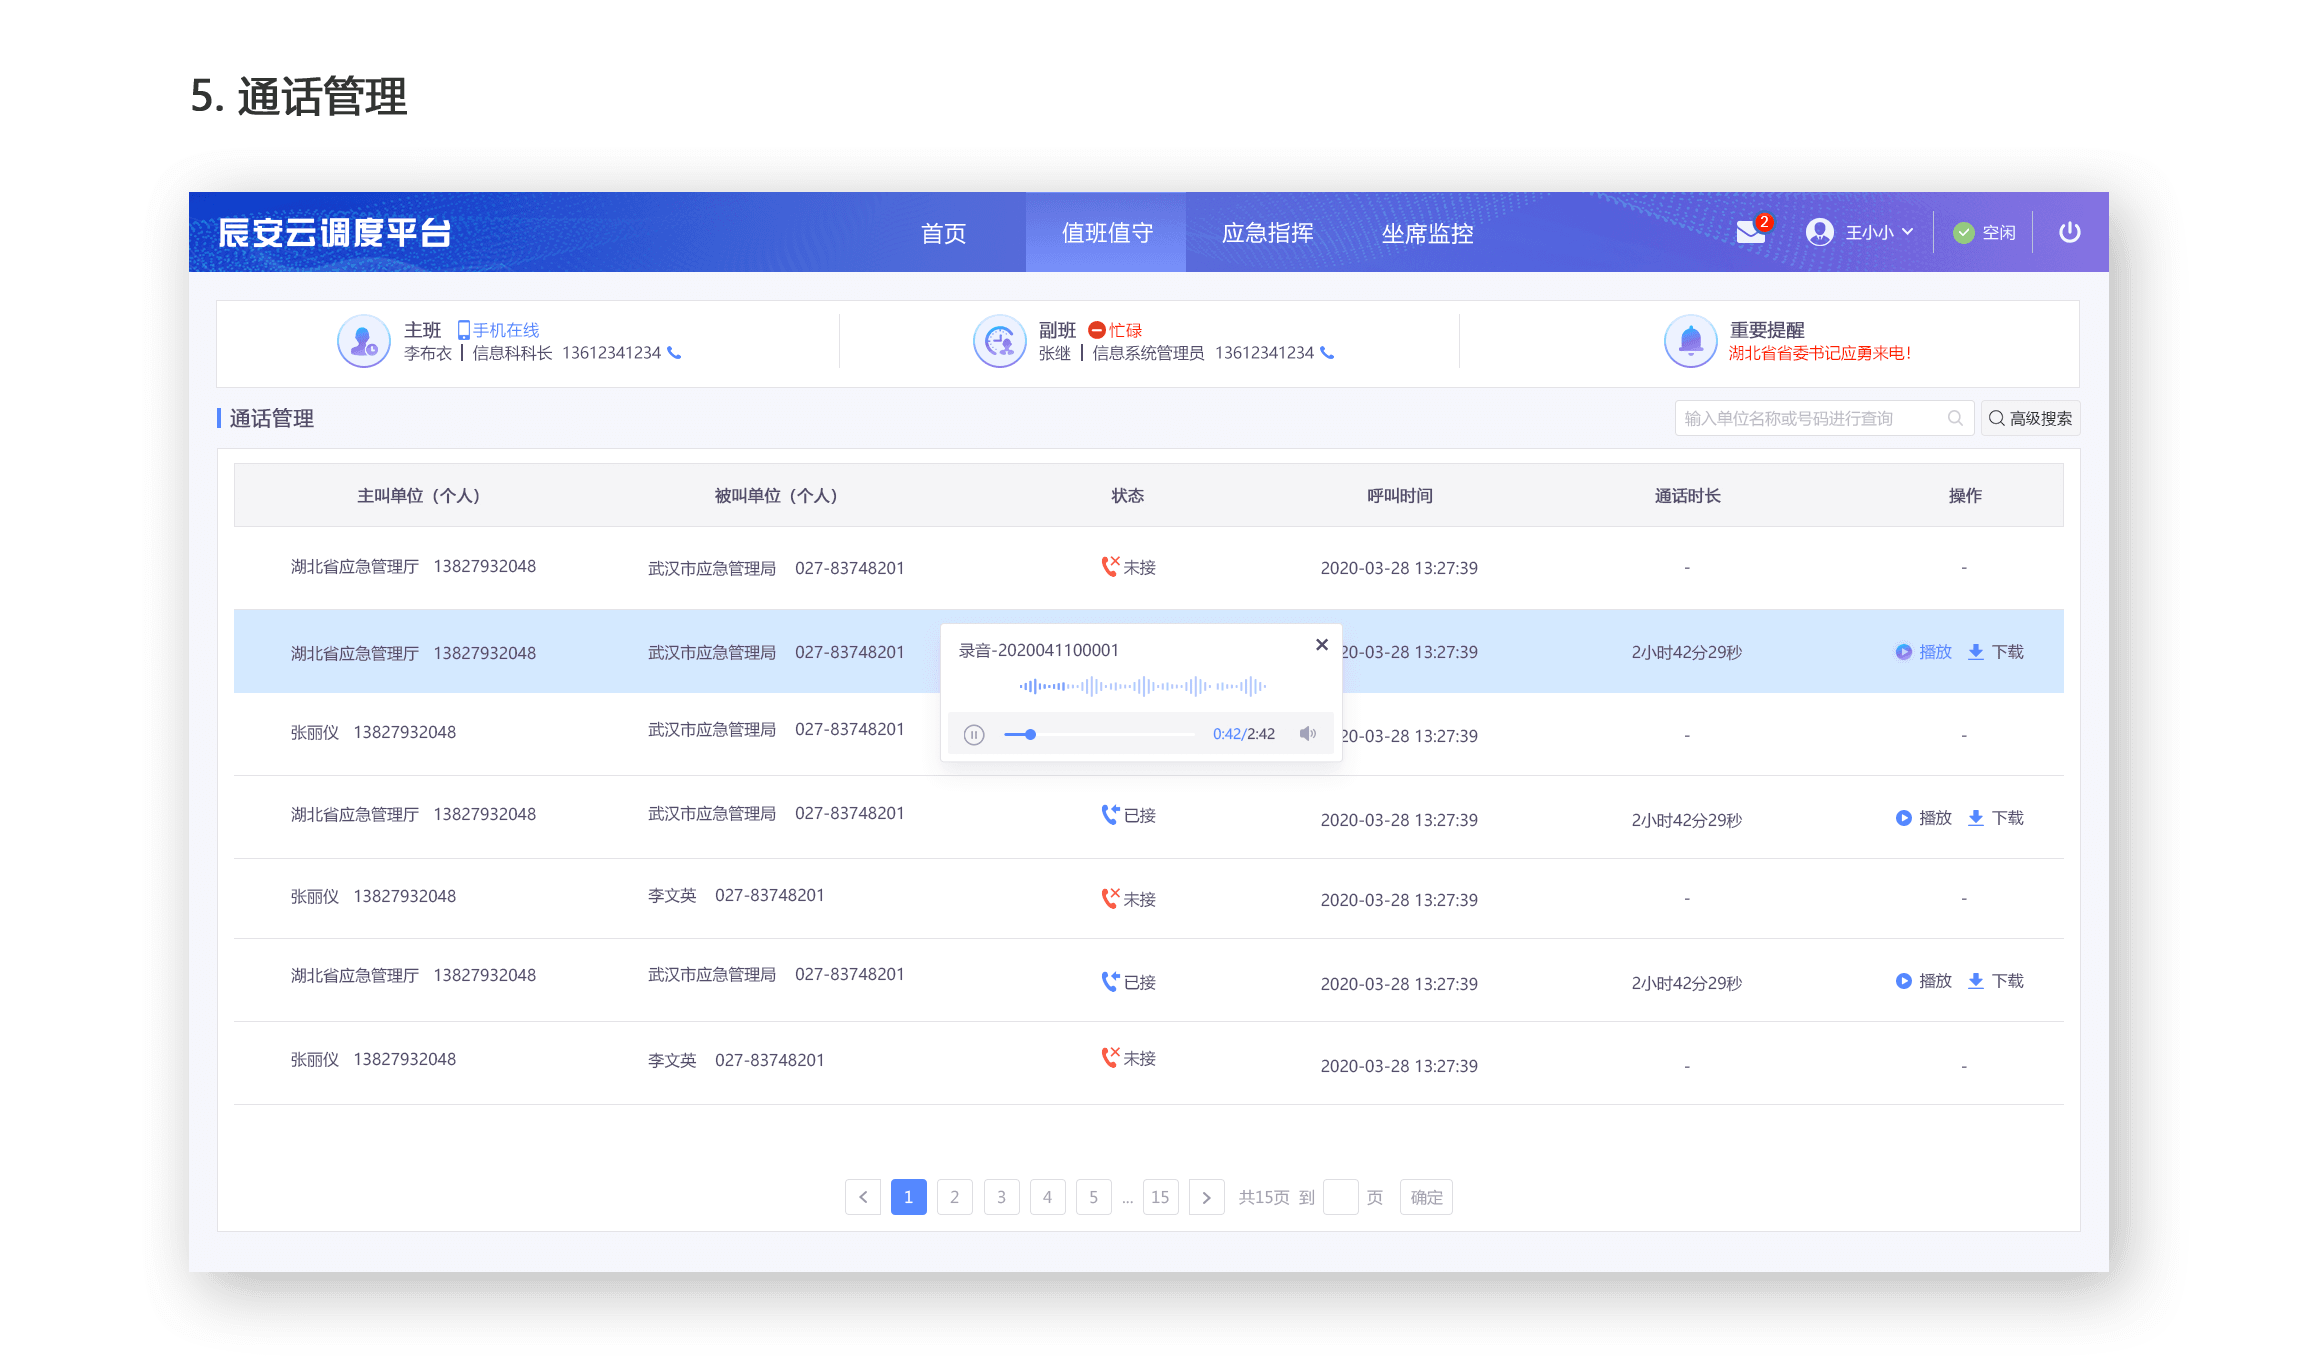 5. 通话管理
辰安云调度平台 首页 值班值守 应急指挥 坐席监控 2 王小小 空闲
主班 手机在线
李布衣 | 信息科科长 13612341234
副班 忙碌
张继 | 信息系统管理员 13612341234
重要提醒
湖北省省委书记应勇来电!
通话管理 输入单位名称或号码进行查询 高级搜索
主叫单位（个人） 被叫单位（个人） 状态 呼叫时间 通话时长 操作
湖北省应急管理厅 13827932048 武汉市应急管理局 027-83748201 未接 2020-03-28 13:27:39 - -
湖北省应急管理厅 13827932048 武汉市应急管理局 027-83748201 20-03-28 13:27:39 2小时42分29秒 播放 下载
录音-2020041100001
0:42/2:42
张丽仪 13827932048 武汉市应急管理局 027-83748201 20-03-28 13:27:39 - -
湖北省应急管理厅 13827932048 武汉市应急管理局 027-83748201 已接 2020-03-28 13:27:39 2小时42分29秒 播放 下载
张丽仪 13827932048 李文英 027-83748201 未接 2020-03-28 13:27:39 - -
湖北省应急管理厅 13827932048 武汉市应急管理局 027-83748201 已接 2020-03-28 13:27:39 2小时42分29秒 播放 下载
张丽仪 13827932048 李文英 027-83748201 未接 2020-03-28 13:27:39 - -
1 2 3 4 5 ... 15 共15页 到 页 确定